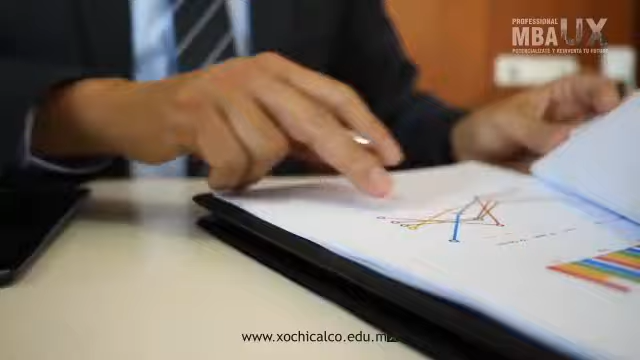 PROFESSIONAL
MBA UX
POTENCIALÍZATE Y REINVENTA TU FUTURO
www.xochicalco.edu.mx